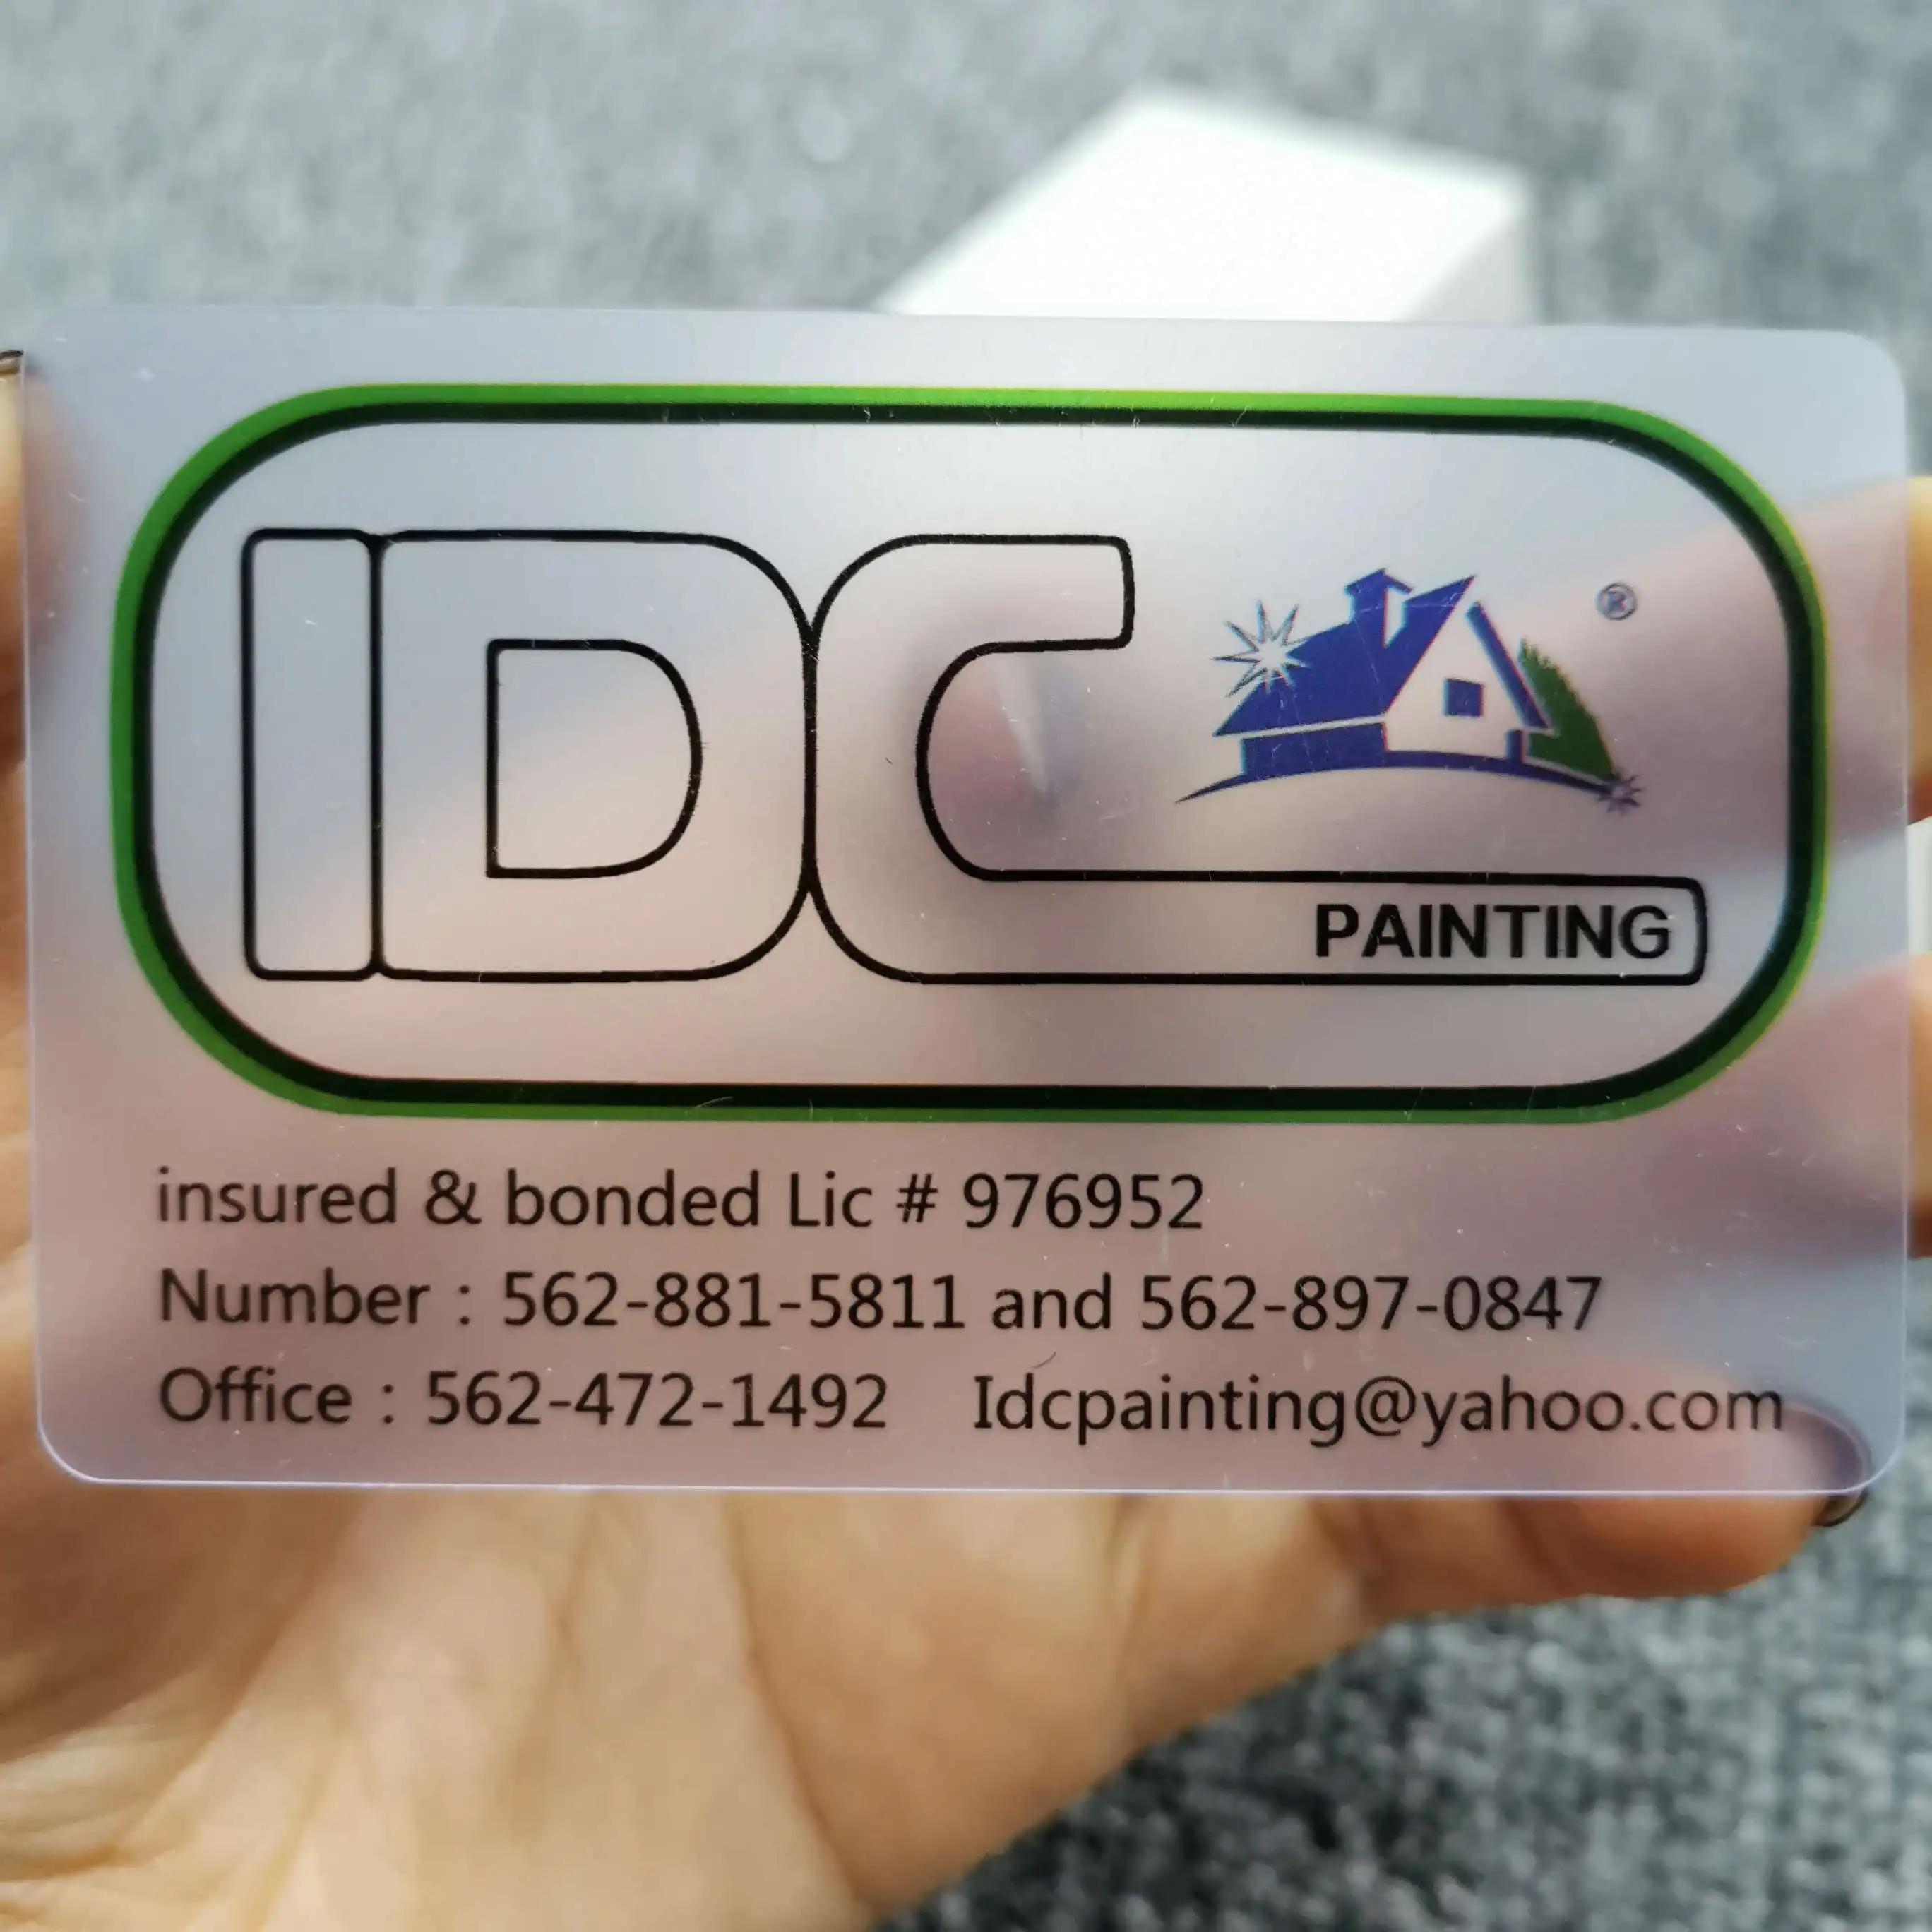 IDC
®
PAINTING
insured & bonded Lic # 976952
Number : 562-881-5811 and 562-897-0847
Office : 562-472-1492 Idcpainting@yahoo.com